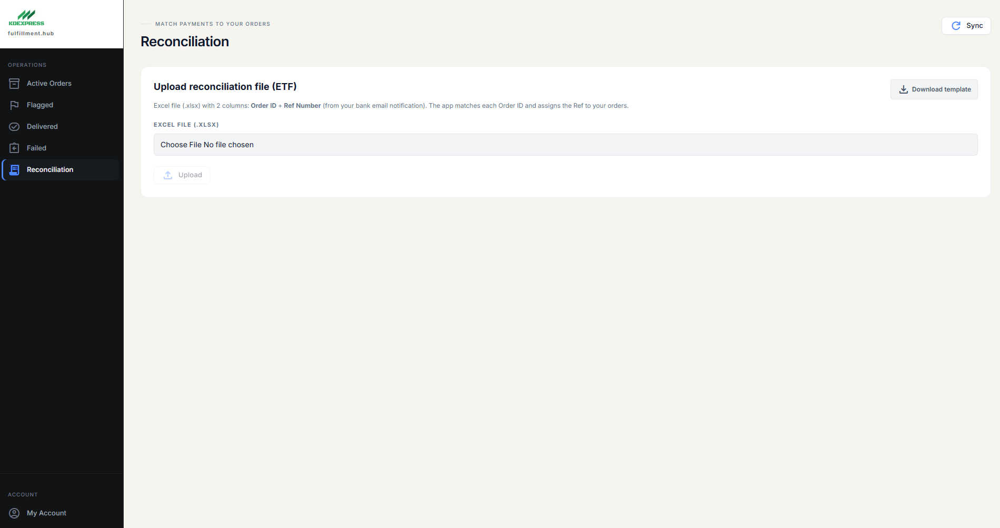 KDEXPRESS
fulfillment.hub
OPERATIONS
Active Orders
Flagged
Delivered
Failed
Reconciliation
ACCOUNT
My Account
MATCH PAYMENTS TO YOUR ORDERS
Reconciliation
Sync
Upload reconciliation file (ETF)
Download template
Excel file (.xlsx) with 2 columns: Order ID + Ref Number (from your bank email notification). The app matches each Order ID and assigns the Ref to your orders.
EXCEL FILE (.XLSX)
Choose File No file chosen
Upload